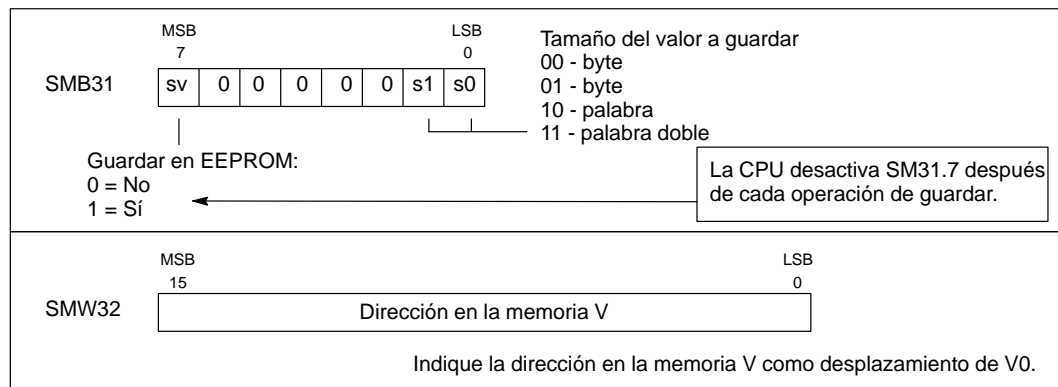 MSB LSB
7 0
SMB31 sv 0 0 0 0 0 s1 s0
Tamaño del valor a guardar
00 - byte
01 - byte
10 - palabra
11 - palabra doble
Guardar en EEPROM:
0 = No
1 = Sí
La CPU desactiva SM31.7 después
de cada operación de guardar.
MSB LSB
15 0
SMW32 Dirección en la memoria V
Indique la dirección en la memoria V como desplazamiento de V0.